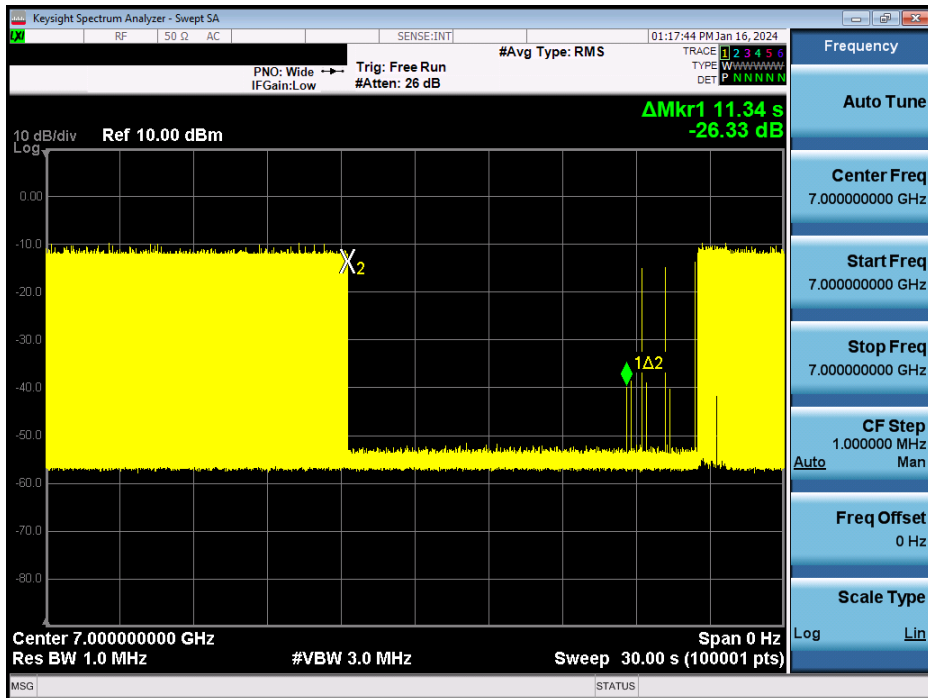 Keysight Spectrum Analyzer - Swept SA
LXI RF 50 Ω AC SENSE:INT 01:17:44 PM Jan 16, 2024
#Avg Type: RMS TRACE 1 2 3 4 5 6
PNO: Wide Trig: Free Run TYPE WWWWWW
IFGain:Low #Atten: 26 dB DET P N N N N N
ΔMkr1 11.34 s
-26.33 dB
10 dB/div Ref 10.00 dBm
Log
0.00
-10.0
2
-20.0
-30.0
1Δ2
-40.0
-50.0
-60.0
-70.0
-80.0
Center 7.000000000 GHz Span 0 Hz
Res BW 1.0 MHz #VBW 3.0 MHz Sweep 30.00 s (100001 pts)
MSG STATUS
Frequency
Auto Tune
Center Freq
7.000000000 GHz
Start Freq
7.000000000 GHz
Stop Freq
7.000000000 GHz
CF Step
1.000000 MHz
Auto Man
Freq Offset
0 Hz
Scale Type
Log Lin